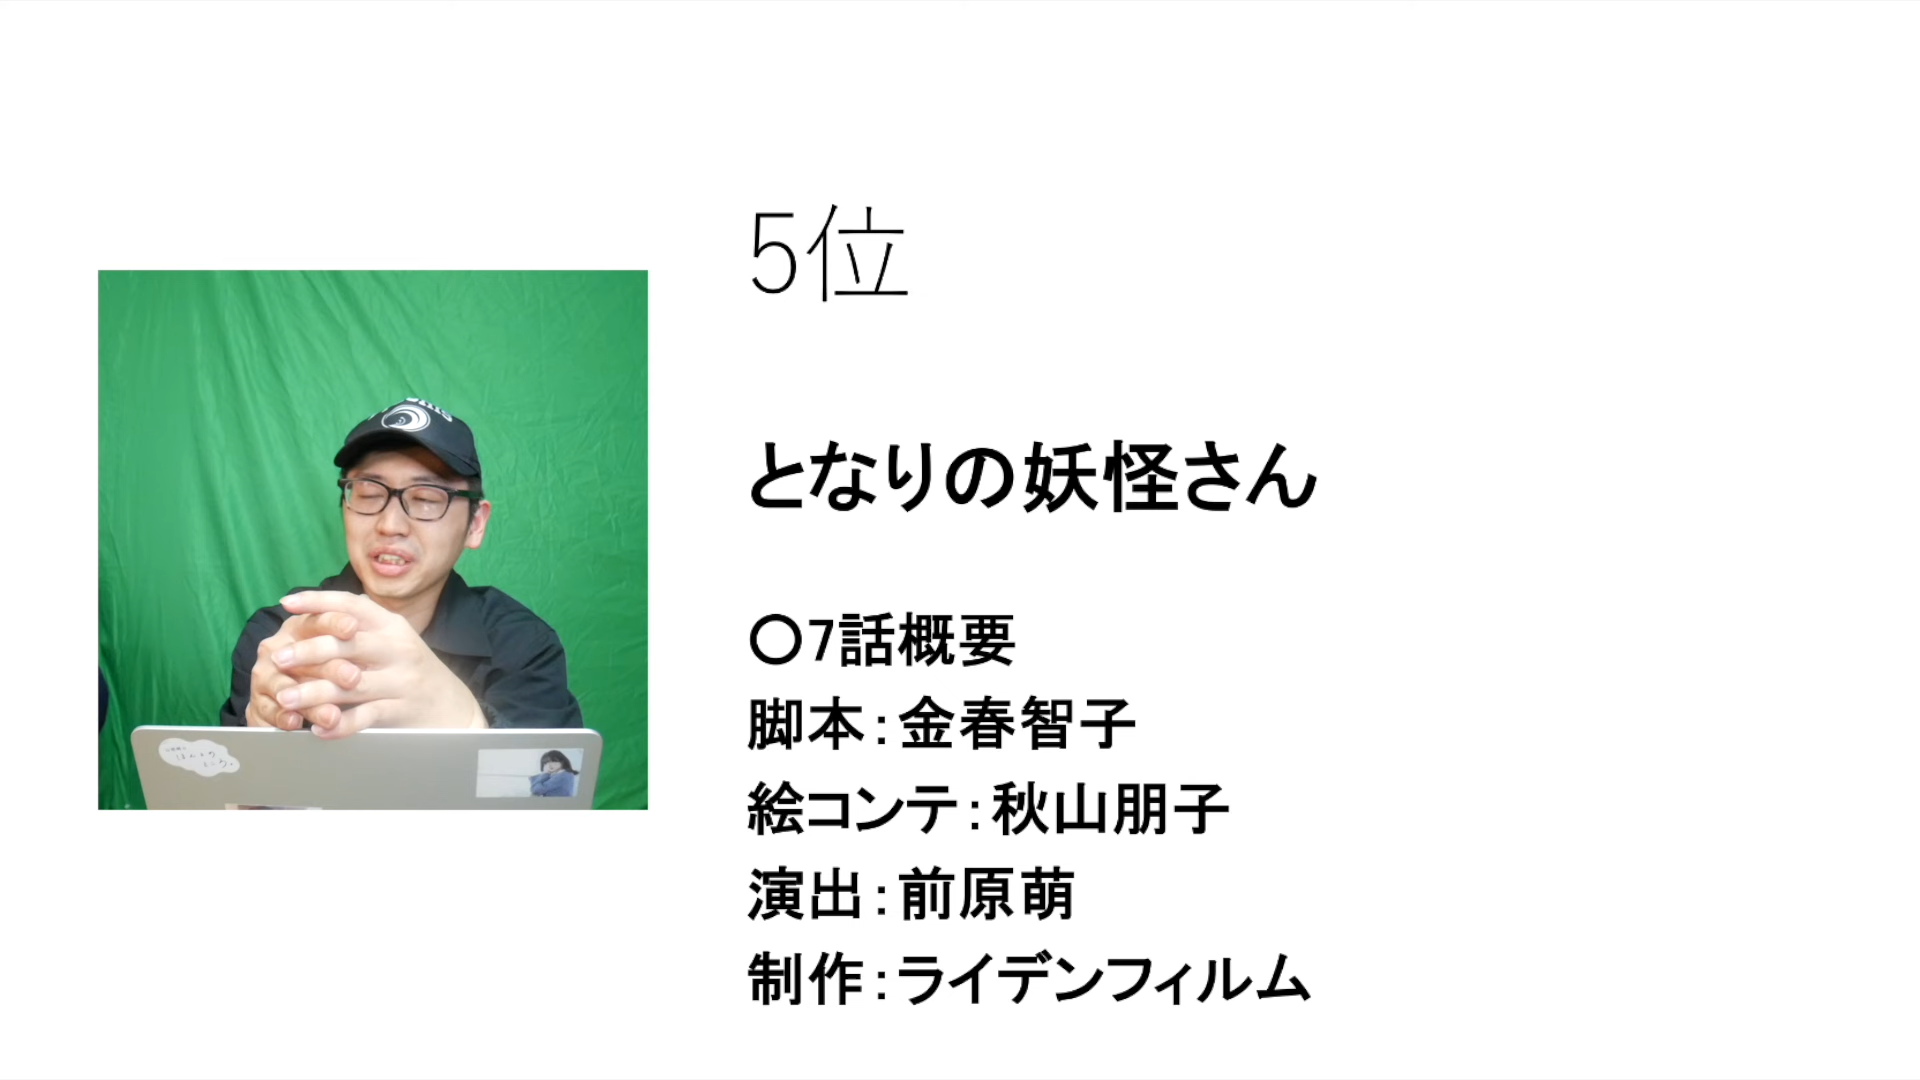 5位
となりの妖怪さん
〇7話概要
脚本：金春智子
絵コンテ：秋山朋子
演出：前原萌
制作：ライデンフィルム